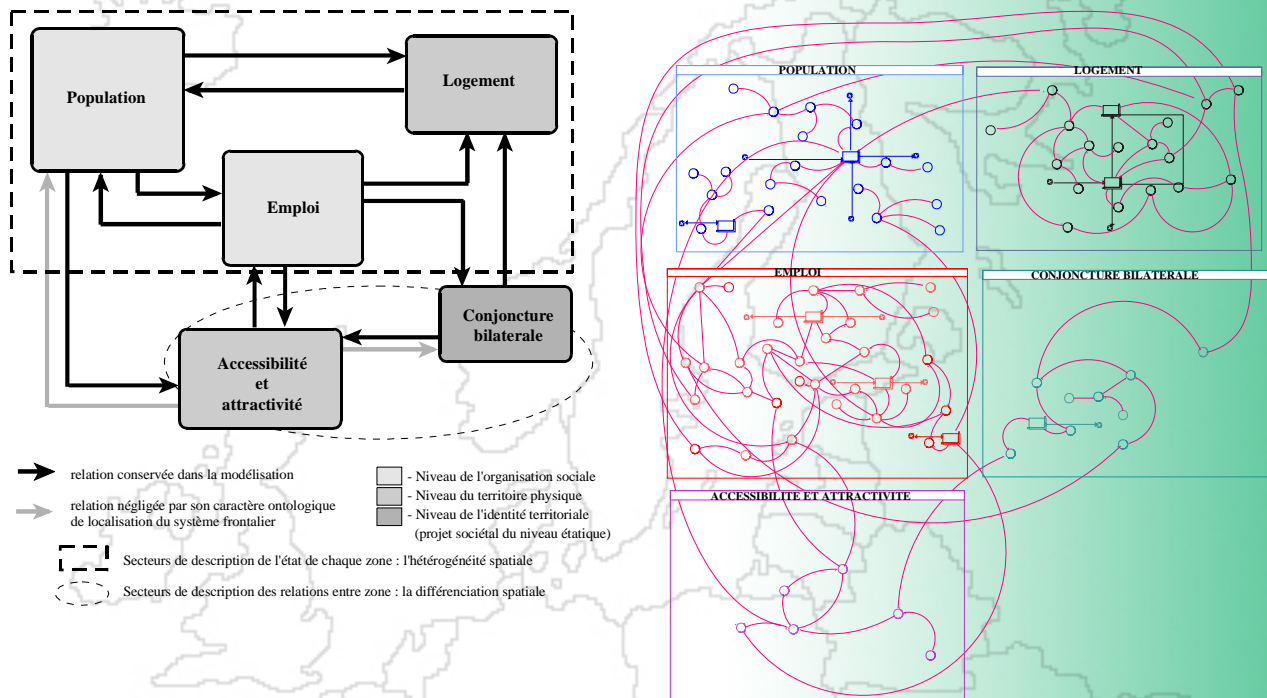 Population
Logement
Emploi
Conjoncture
bilaterale
Accessibilité
et
attractivité
relation conservée dans la modélisation
relation négligée par son caractère ontologique
de localisation du système frontalier
- Niveau de l'organisation sociale
- Niveau du territoire physique
- Niveau de l'identité territoriale
(projet sociétal du niveau étatique)
Secteurs de description de l'état de chaque zone : l'hétérogénéité spatiale
Secteurs de description des relations entre zone : la différenciation spatiale
POPULATION
LOGEMENT
EMPLOI
CONJONCTURE BILATERALE
ACCESSIBILITE ET ATTRACTIVITE